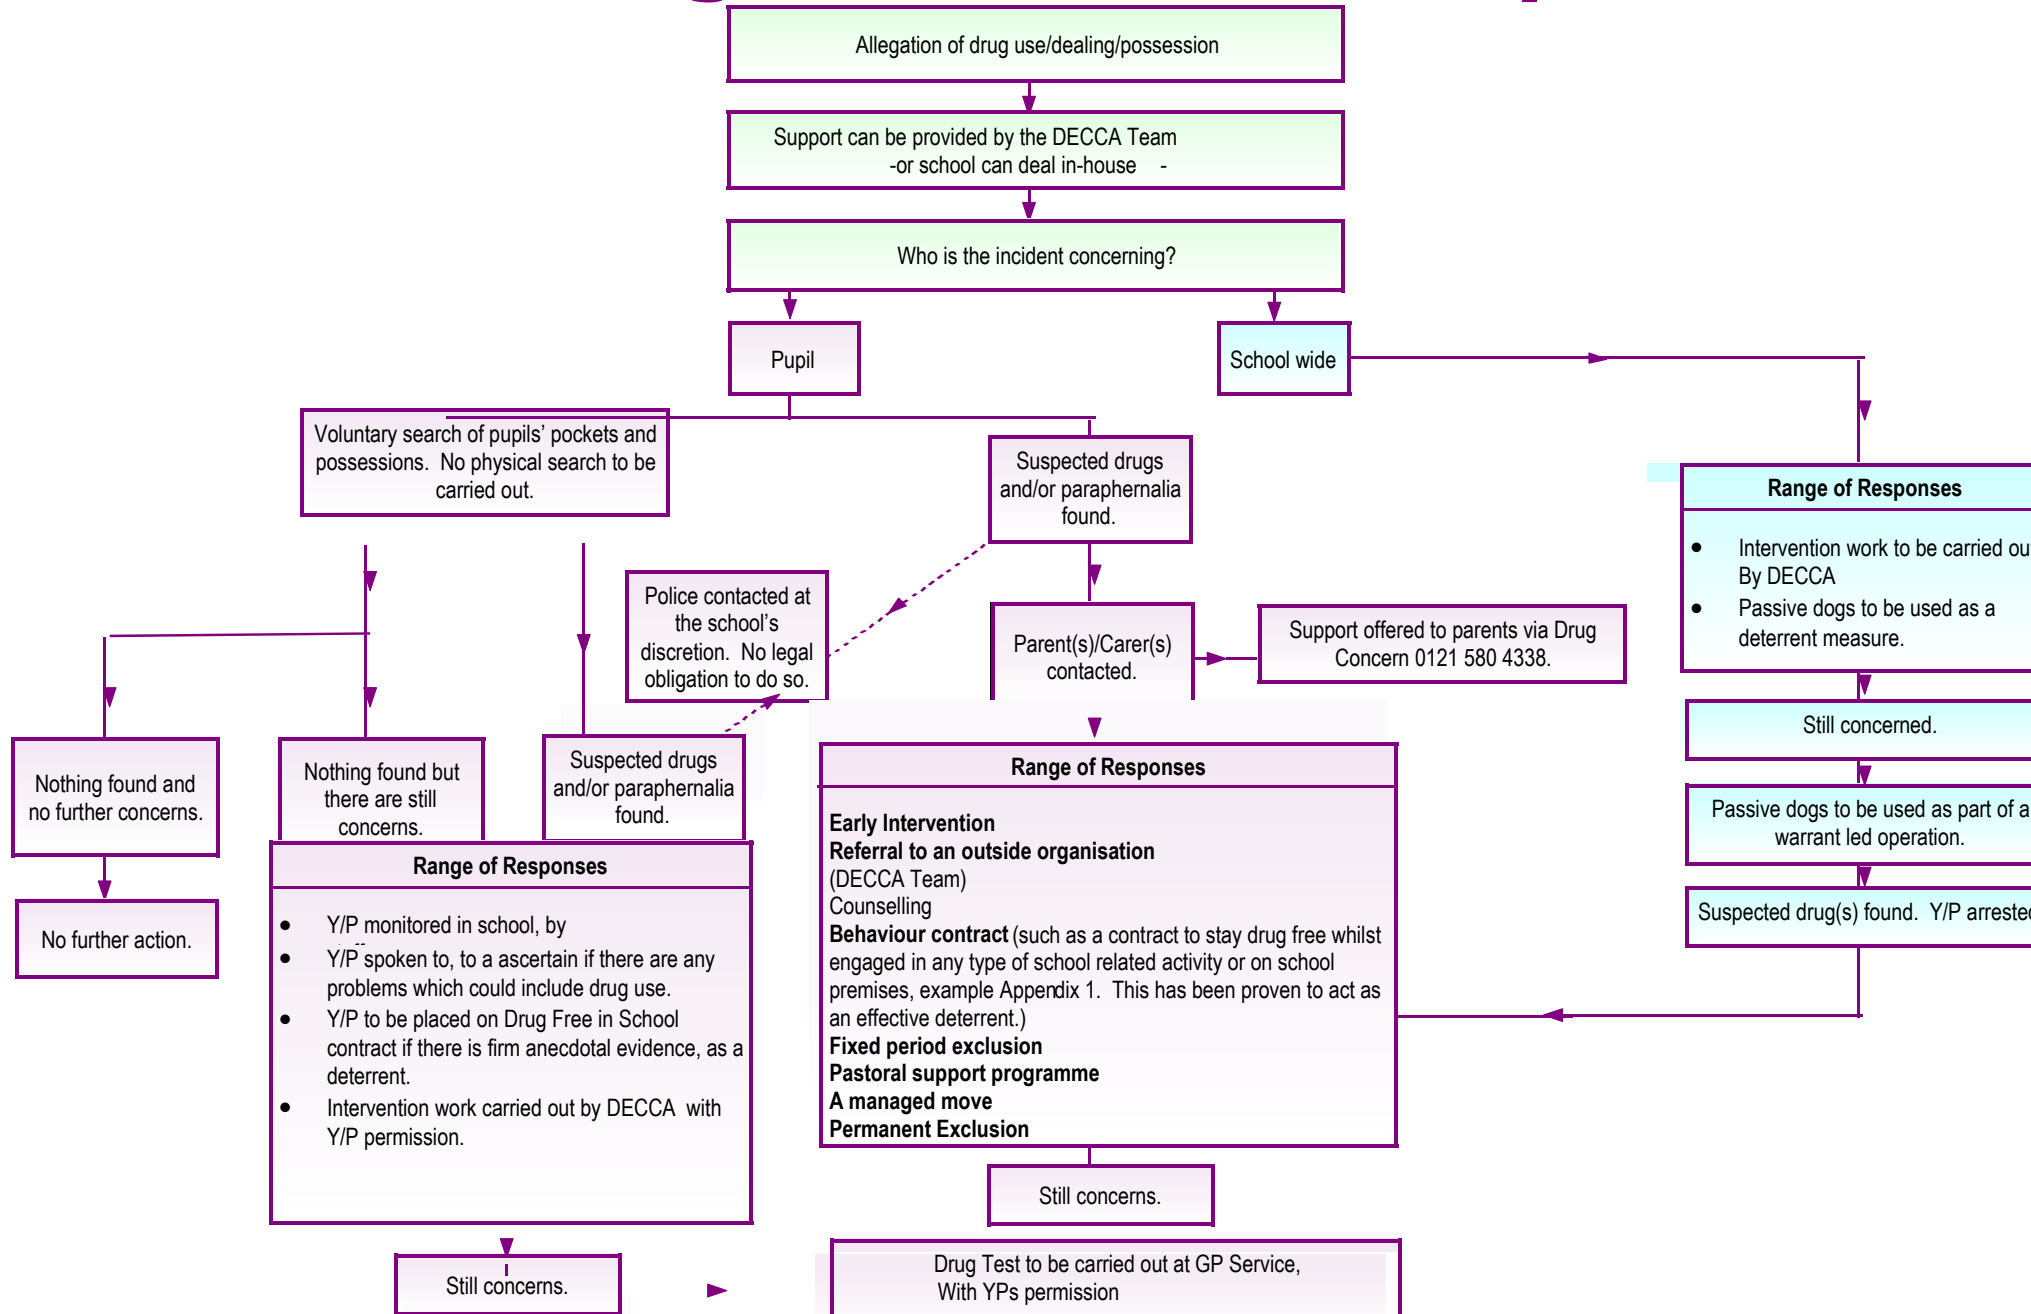 Allegation of drug use/dealing/possession
Support can be provided by the DECCA Team
-or school can deal in-house -
Who is the incident concerning?
Pupil
School wide
Voluntary search of pupils' pockets and
possessions. No physical search to be
carried out.
Suspected drugs
and/or paraphernalia
found.
Range of Responses
• Intervention work to be carried out
By DECCA
• Passive dogs to be used as a
deterrent measure.
Police contacted at
the school's
discretion. No legal
obligation to do so.
Parent(s)/Carer(s)
contacted.
Support offered to parents via Drug
Concern 0121 580 4338.
Still concerned.
Nothing found and
no further concerns.
Nothing found but
there are still
concerns.
Suspected drugs
and/or paraphernalia
found.
Range of Responses
Early Intervention
Referral to an outside organisation
(DECCA Team)
Counselling
Behaviour contract (such as a contract to stay drug free whilst
engaged in any type of school related activity or on school
premises, example Appendix 1. This has been proven to act as
an effective deterrent.)
Fixed period exclusion
Pastoral support programme
A managed move
Permanent Exclusion
Passive dogs to be used as part of a
warrant led operation.
Suspected drug(s) found. Y/P arrested
No further action.
Range of Responses
• Y/P monitored in school, by
• Y/P spoken to, to a ascertain if there are any
problems which could include drug use.
• Y/P to be placed on Drug Free in School
contract if there is firm anecdotal evidence, as a
deterrent.
• Intervention work carried out by DECCA with
Y/P permission.
Still concerns.
Still concerns.
Drug Test to be carried out at GP Service,
With YPs permission